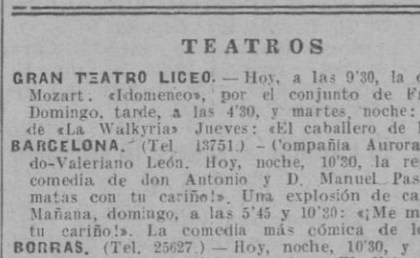 TEATROS
GRAN TEATRO LICEO. — Hoy, a las 9'30, la
Mozart. «Idomeneo», por el conjunto de
Domingo, tarde, a las 4'30, y martes, noche:
de «La Walkyria» Jueves: «El caballero de
BARCELONA. (Tel. 13751.) — Compañía Aurora
do-Valeriano León. Hoy, noche, 10'30, la
comedia de don Antonio y D. Manuel
matas con tu cariño!». Una explosión de
Mañana, domingo, a las 5'45 y 10'30: «¡Me
tu cariño!». La comedia más cómica de
BORRAS. (Tel. 25627.) — Hoy, noche, 10'30, y